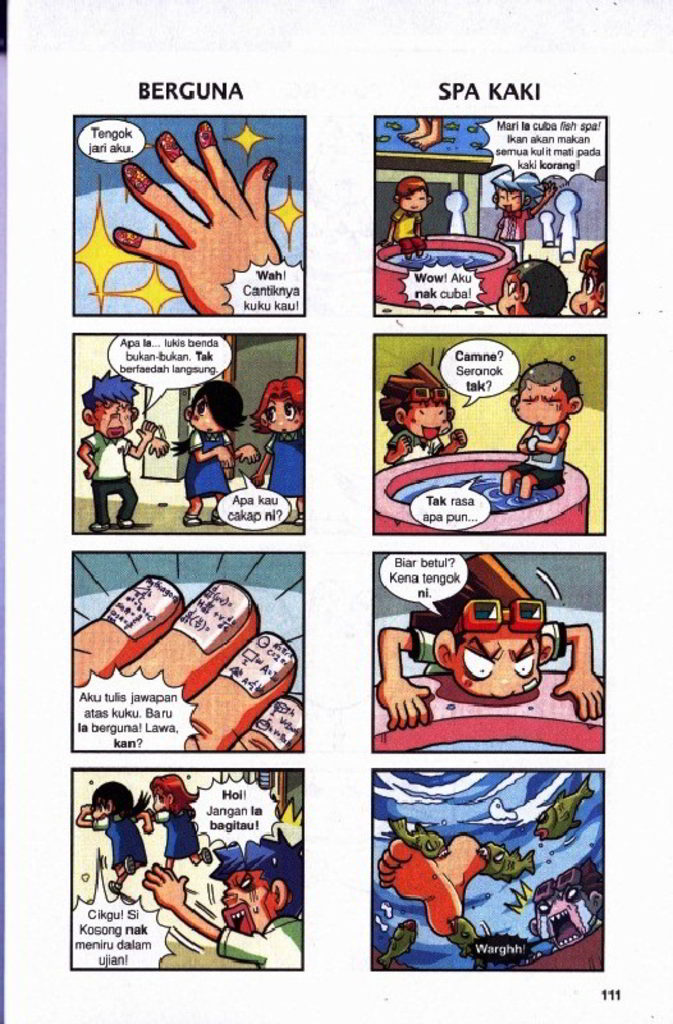 BERGUNA
Tengok
jari aku.
Wah!
Cantiknya
kuku kau!
Apa la... lukis benda
bukan-bukan. Tak
berfaedah langsung.
Apa kau
cakap ni?
Aku tulis jawapan
atas kuku. Baru
la berguna! Lawa,
kan?
Hoi!
Jangan la
bagitau!
Cikgu! Si
Kosong nak
meniru dalam
ujian!
SPA KAKI
Mari la cuba fish spa!
Ikan akan makan
semua kulit mati pada
kaki korang!
Wow! Aku
nak cuba!
Camne?
Seronok
tak?
Tak rasa
apa pun...
Biar betul?
Kena tengok
ni.
Warghh!
111